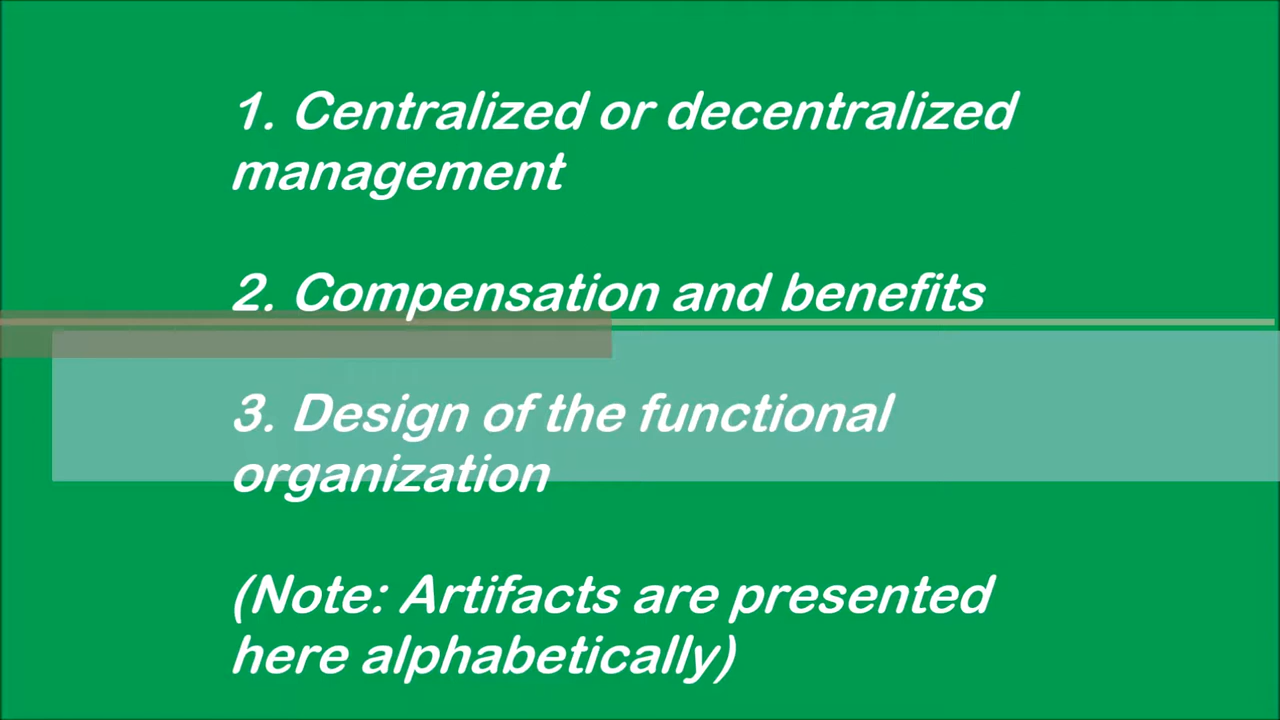 1. Centralized or decentralized
management
2. Compensation and benefits
3. Design of the functional
organization
(Note: Artifacts are presented
here alphabetically)